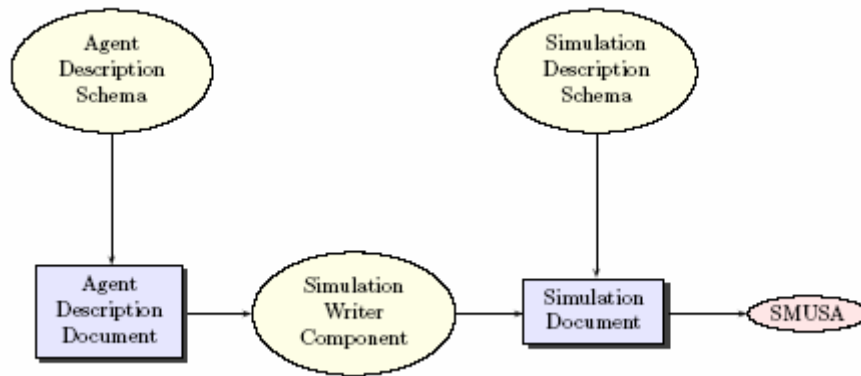 Agent
Description
Schema
Simulation
Description
Schema
Agent
Description
Document
Simulation
Writer
Component
Simulation
Document
SMUSA